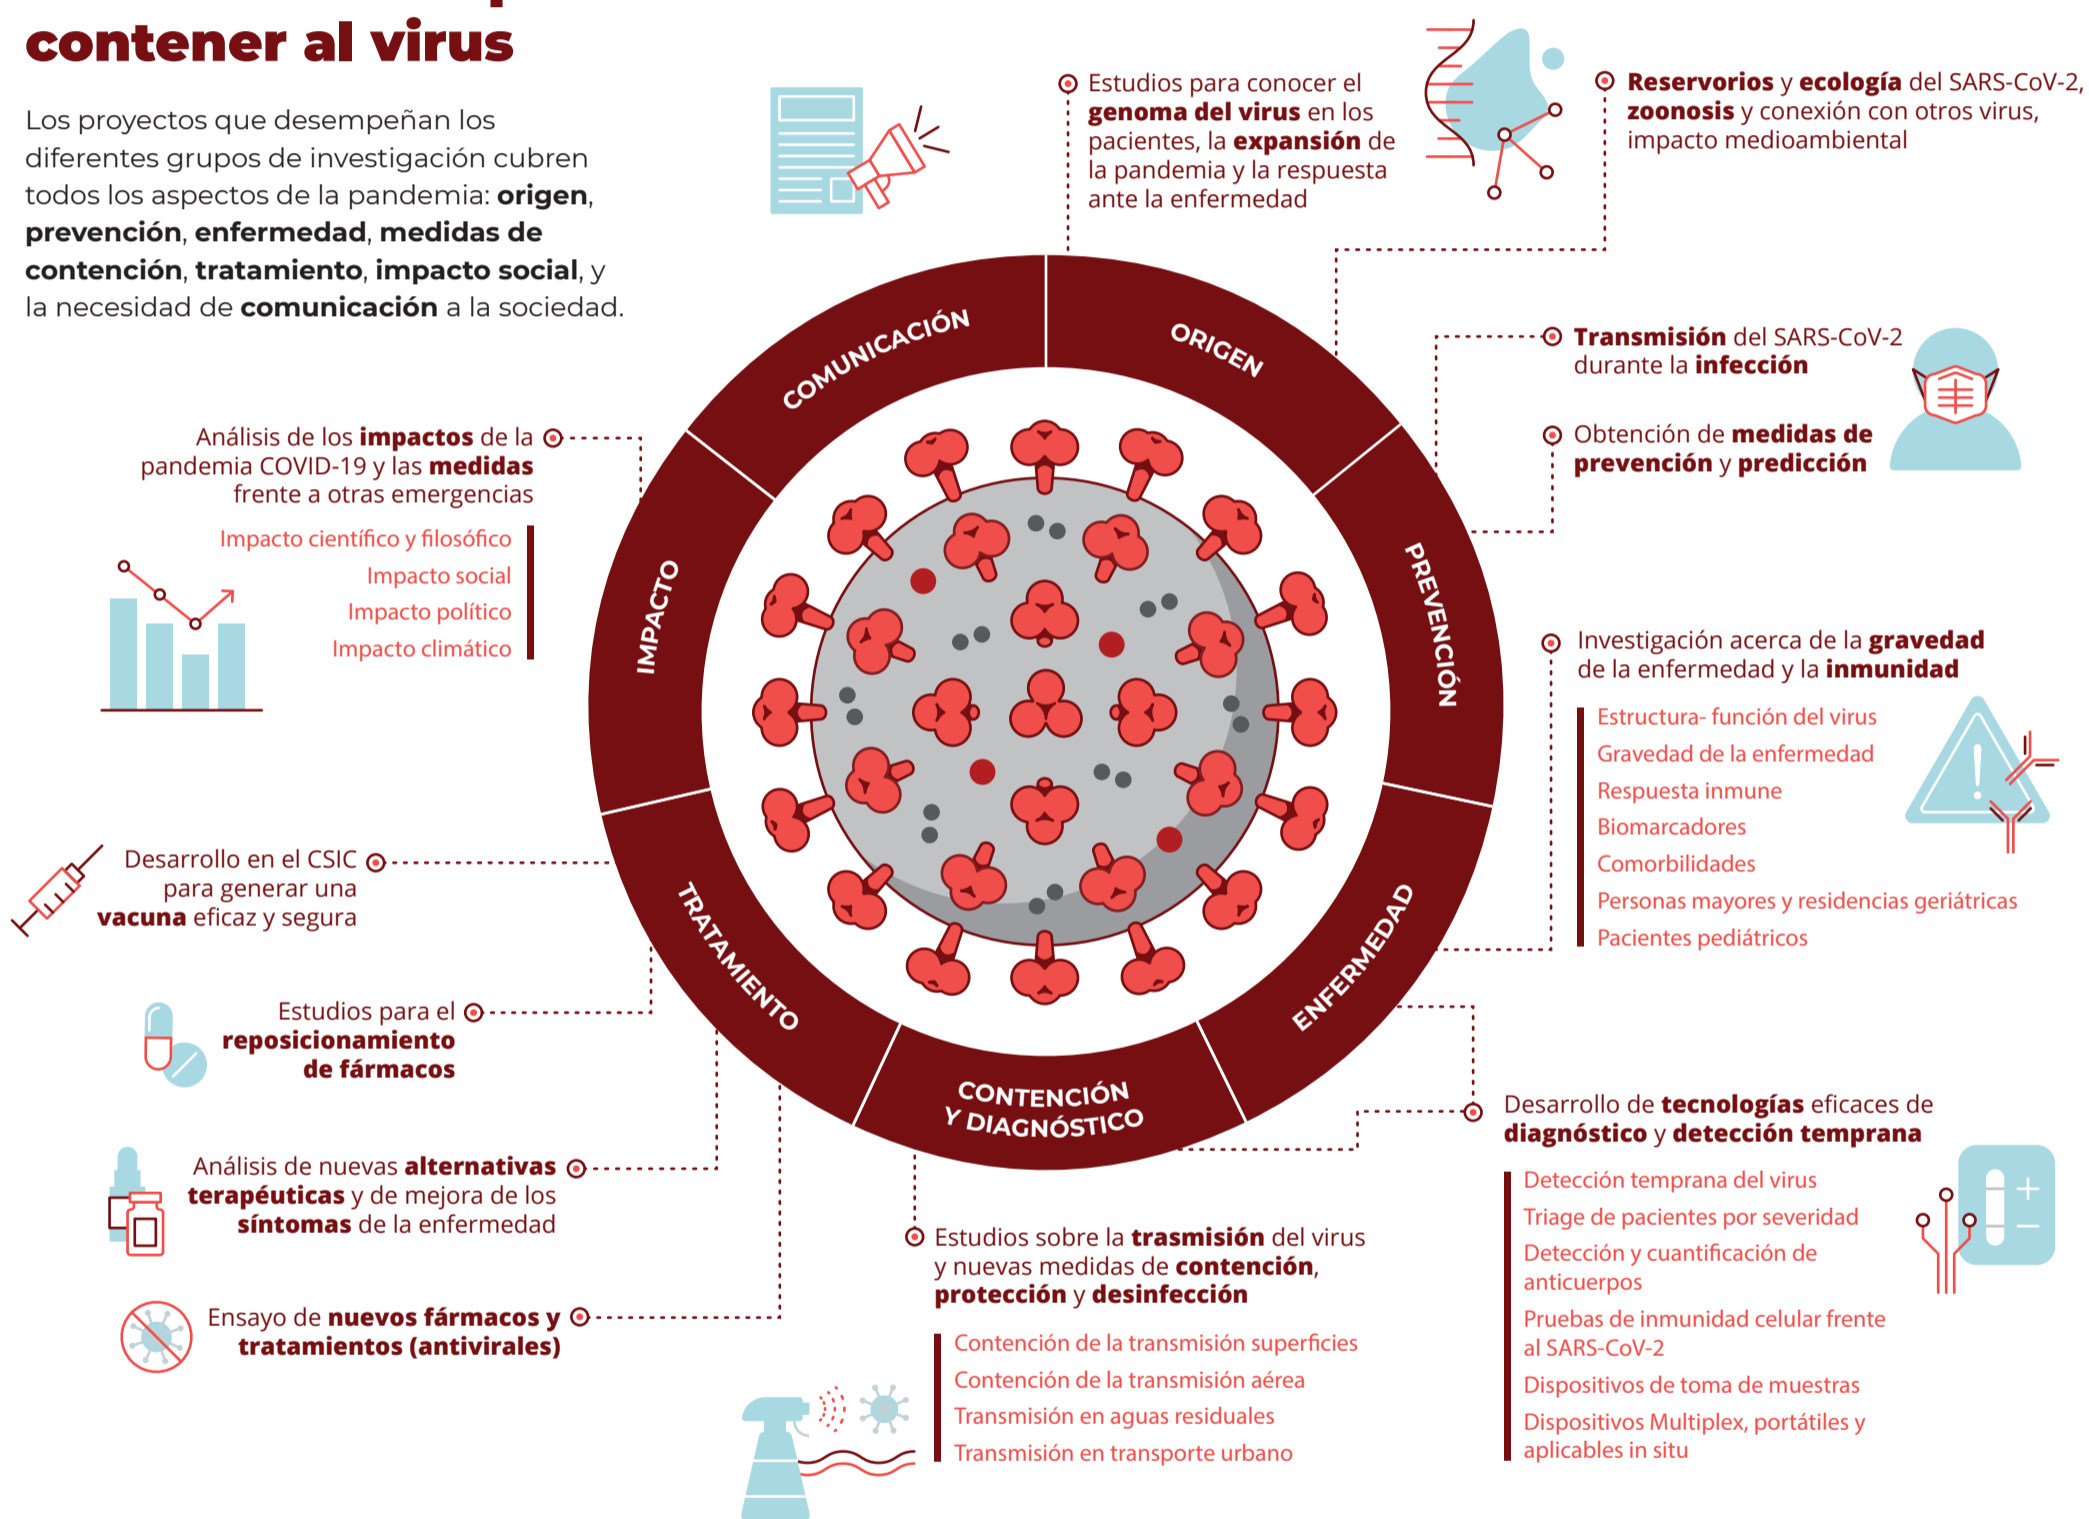 contener al virus
Los proyectos que desempeñan los
diferentes grupos de investigación cubren
todos los aspectos de la pandemia: origen,
prevención, enfermedad, medidas de
contención, tratamiento, impacto social, y
la necesidad de comunicación a la sociedad.
Estudios para conocer el
genoma del virus en los
pacientes, la expansión de
la pandemia y la respuesta
ante la enfermedad
Reservorios y ecología del SARS-CoV-2,
zoonosis y conexión con otros virus,
impacto medioambiental
Transmisión del SARS-CoV-2
durante la infección
Obtención de medidas de
prevención y predicción
Investigación acerca de la gravedad
de la enfermedad y la inmunidad
Estructura- función del virus
Gravedad de la enfermedad
Respuesta inmune
Biomarcadores
Comorbilidades
Personas mayores y residencias geriátricas
Pacientes pediátricos
Desarrollo de tecnologías eficaces de
diagnóstico y detección temprana
Detección temprana del virus
Triage de pacientes por severidad
Detección y cuantificación de
anticuerpos
Pruebas de inmunidad celular frente
al SARS-CoV-2
Dispositivos de toma de muestras
Dispositivos Multiplex, portátiles y
aplicables in situ
Estudios sobre la trasmisión del virus
y nuevas medidas de contención,
protección y desinfección
Contención de la transmisión superficies
Contención de la transmisión aérea
Transmisión en aguas residuales
Transmisión en transporte urbano
Análisis de los impactos de la
pandemia COVID-19 y las medidas
frente a otras emergencias
Impacto científico y filosófico
Impacto social
Impacto político
Impacto climático
Desarrollo en el CSIC
para generar una
vacuna eficaz y segura
Estudios para el
reposicionamiento
de fármacos
Análisis de nuevas alternativas
terapéuticas y de mejora de los
síntomas de la enfermedad
Ensayo de nuevos fármacos y
tratamientos (antivirales)
COMUNICACIÓN
ORIGEN
PREVENCIÓN
ENFERMEDAD
CONTENCIÓN
Y DIAGNÓSTICO
TRATAMIENTO
IMPACTO